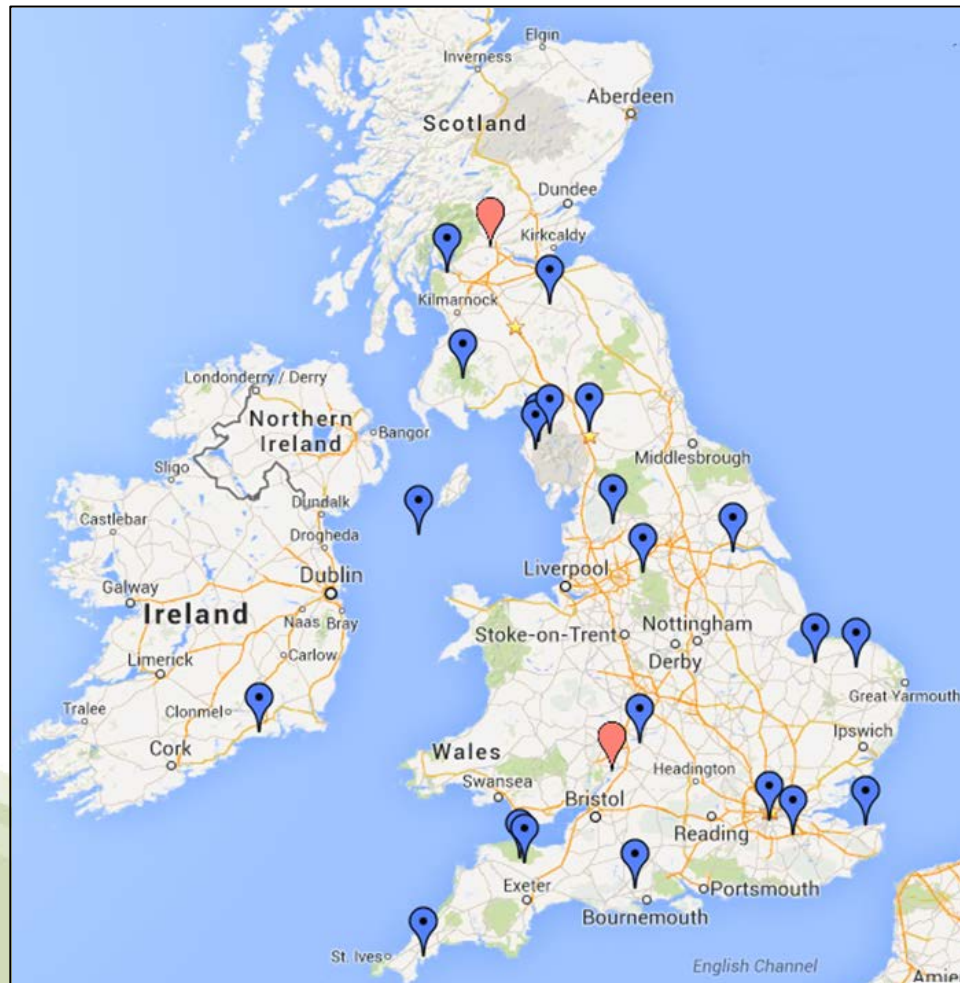 Elgin
Inverness
Aberdeen
Scotland
Dundee
Kirkcaldy
Kilmarnock
Londonderry / Derry
Northern
Ireland
Bangor
Sligo
Middlesbrough
Dundalk
Castlebar
Drogheda
Dublin
Liverpool
Galway
Ireland
Naas
Bray
Stoke-on-Trent
Nottingham
Derby
Carlow
Limerick
Great Yarmouth
Tralee
Clonmel
Ipswich
Cork
Wales
Headington
Swansea
Bristol
Reading
Exeter
Portsmouth
Bournemouth
St. Ives
English Channel
Amie